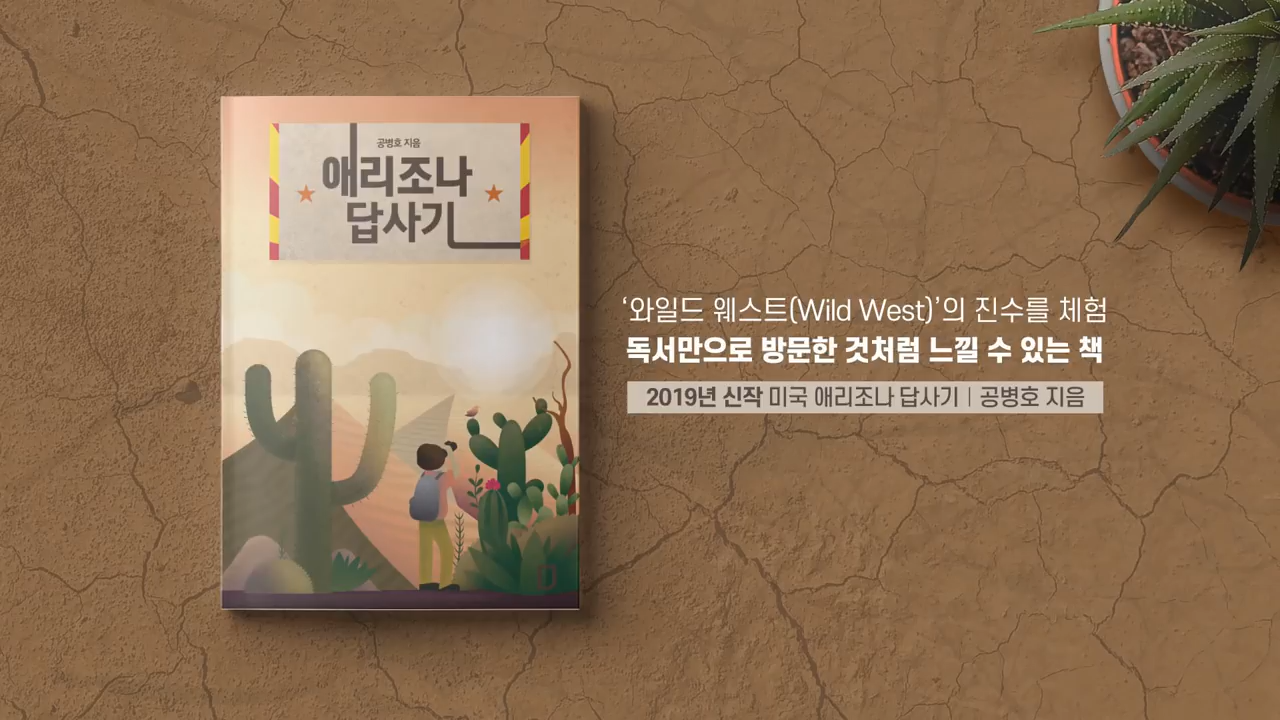 공병호 지음
애리조나
답사기
‘와일드 웨스트(Wild West)’의 진수를 체험
독서만으로 방문한 것처럼 느낄 수 있는 책
2019년 신작 미국 애리조나 답사기 | 공병호 지음